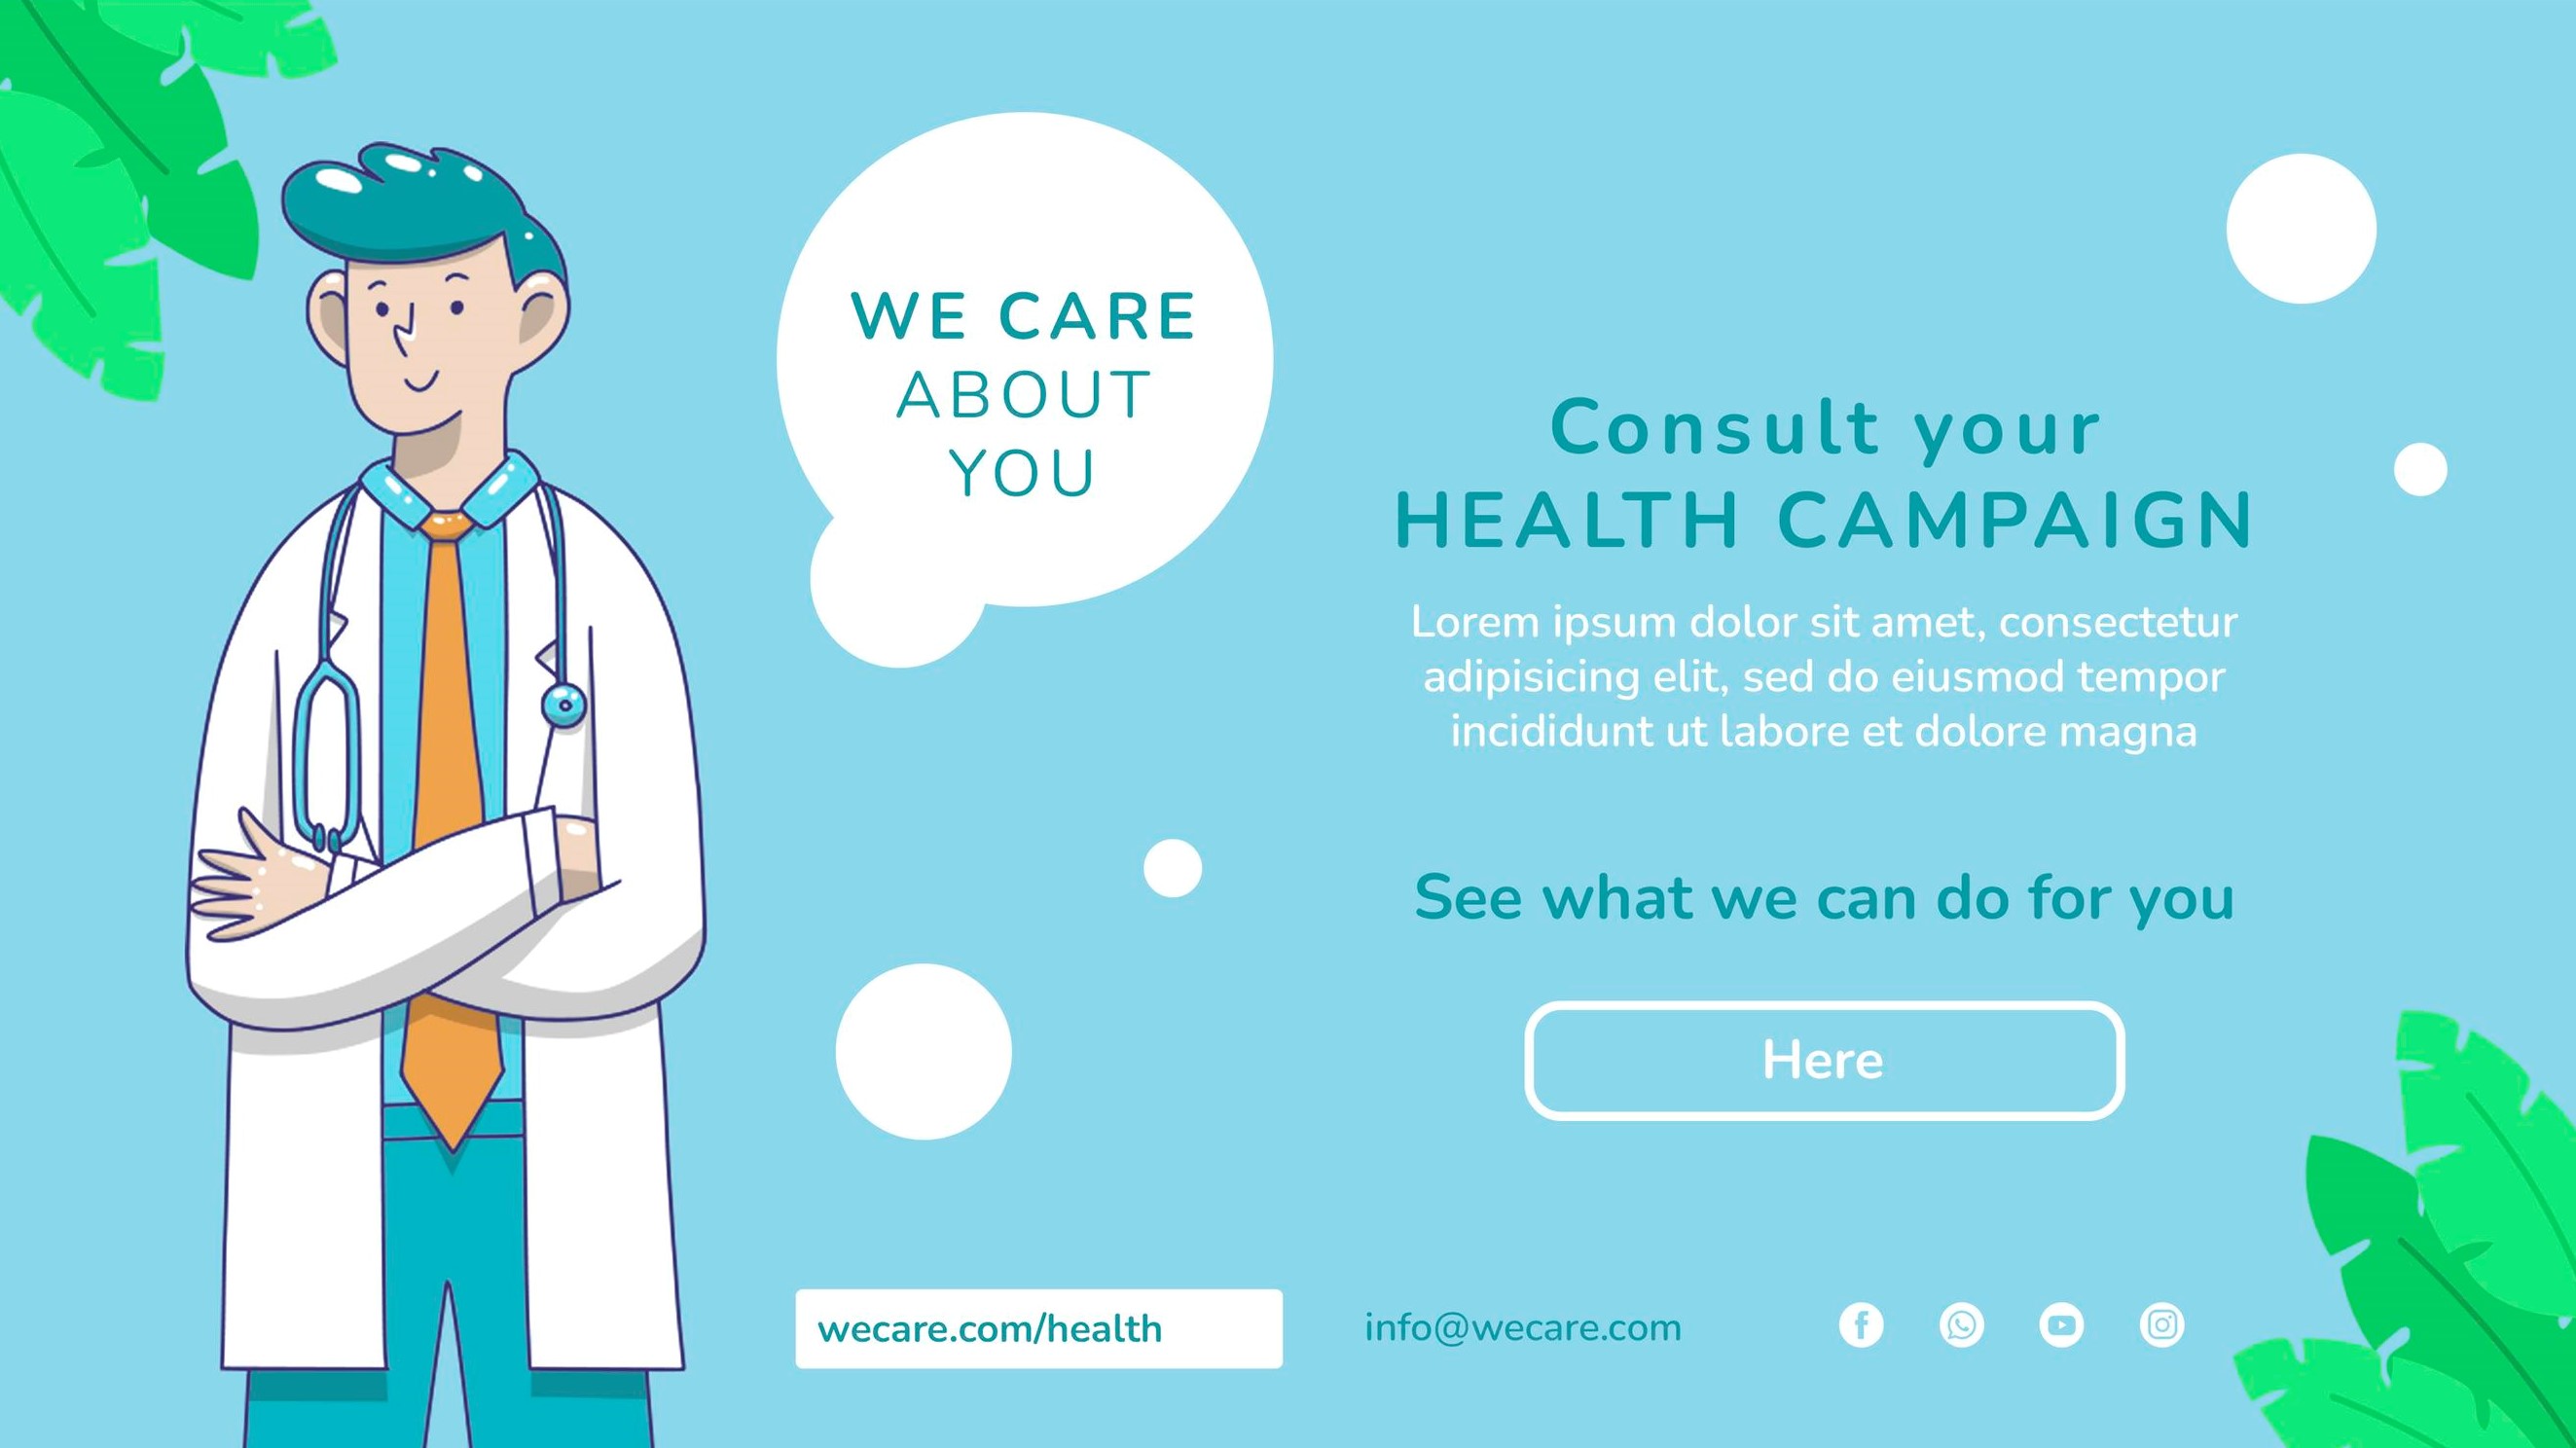 WE CARE
ABOUT
YOU
Consult your
HEALTH CAMPAIGN
Lorem ipsum dolor sit amet, consectetur
adipisicing elit, sed do eiusmod tempor
incididunt ut labore et dolore magna
See what we can do for you
Here
wecare.com/health
info@wecare.com